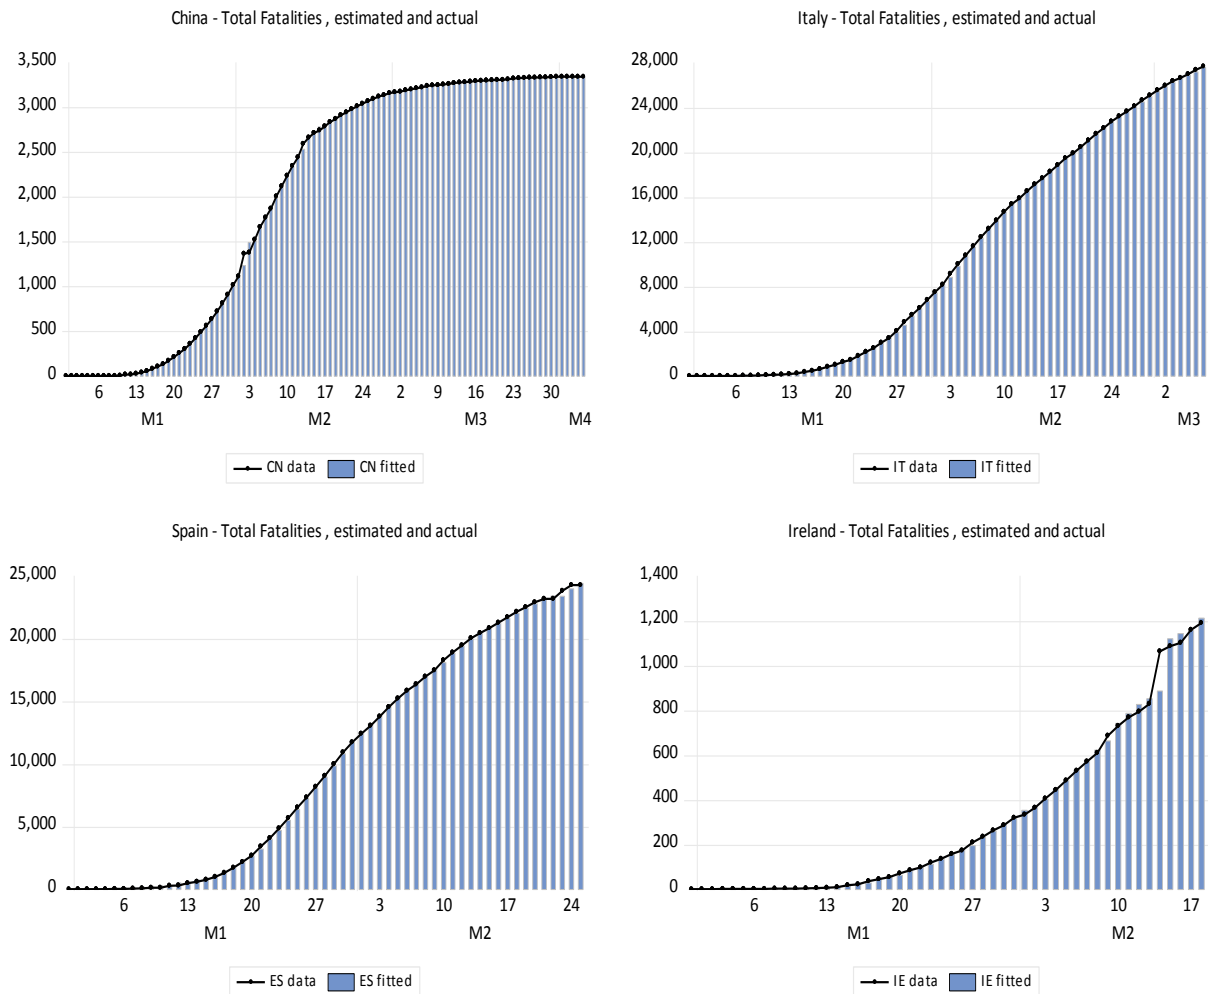 China - Total Fatalities , estimated and actual
3,500
3,000
2,500
2,000
1,500
1,000
500
0
6 13 20 27 3 10 17 24 2 9 16 23 30
M1 M2 M3 M4
CN data CN fitted
Italy - Total Fatalities , estimated and actual
28,000
24,000
20,000
16,000
12,000
8,000
4,000
0
6 13 20 27 3 10 17 24 2
M1 M2 M3
IT data IT fitted
Spain - Total Fatalities , estimated and actual
25,000
20,000
15,000
10,000
5,000
0
6 13 20 27 3 10 17 24
M1 M2
ES data ES fitted
Ireland - Total Fatalities , estimated and actual
1,400
1,200
1,000
800
600
400
200
0
6 13 20 27 3 10 17
M1 M2
IE data IE fitted